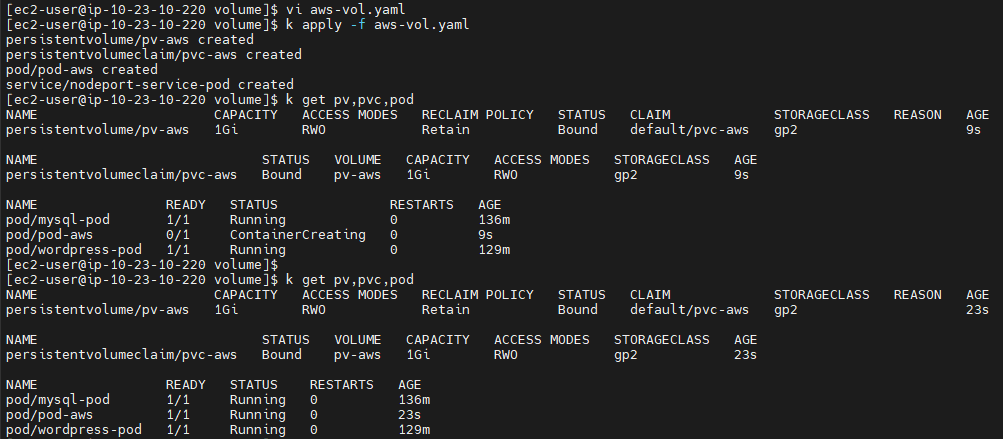 [ec2-user@ip-10-23-10-220 volume]$ vi aws-vol.yaml
[ec2-user@ip-10-23-10-220 volume]$ k apply -f aws-vol.yaml
persistentvolume/pv-aws created
persistentvolumeclaim/pvc-aws created
pod/pod-aws created
service/nodeport-service-pod created
[ec2-user@ip-10-23-10-220 volume]$ k get pv,pvc,pod
NAME CAPACITY ACCESS MODES RECLAIM POLICY STATUS CLAIM STORAGECLASS REASON AGE
persistentvolume/pv-aws 1Gi RWO Retain Bound default/pvc-aws gp2 9s
NAME STATUS VOLUME CAPACITY ACCESS MODES STORAGECLASS AGE
persistentvolumeclaim/pvc-aws Bound pv-aws 1Gi RWO gp2 9s
NAME READY STATUS RESTARTS AGE
pod/mysql-pod 1/1 Running 0 136m
pod/pod-aws 0/1 ContainerCreating 0 9s
pod/wordpress-pod 1/1 Running 0 129m
[ec2-user@ip-10-23-10-220 volume]$
[ec2-user@ip-10-23-10-220 volume]$ k get pv,pvc,pod
NAME CAPACITY ACCESS MODES RECLAIM POLICY STATUS CLAIM STORAGECLASS REASON AGE
persistentvolume/pv-aws 1Gi RWO Retain Bound default/pvc-aws gp2 23s
NAME STATUS VOLUME CAPACITY ACCESS MODES STORAGECLASS AGE
persistentvolumeclaim/pvc-aws Bound pv-aws 1Gi RWO gp2 23s
NAME READY STATUS RESTARTS AGE
pod/mysql-pod 1/1 Running 0 136m
pod/pod-aws 1/1 Running 0 23s
pod/wordpress-pod 1/1 Running 0 129m